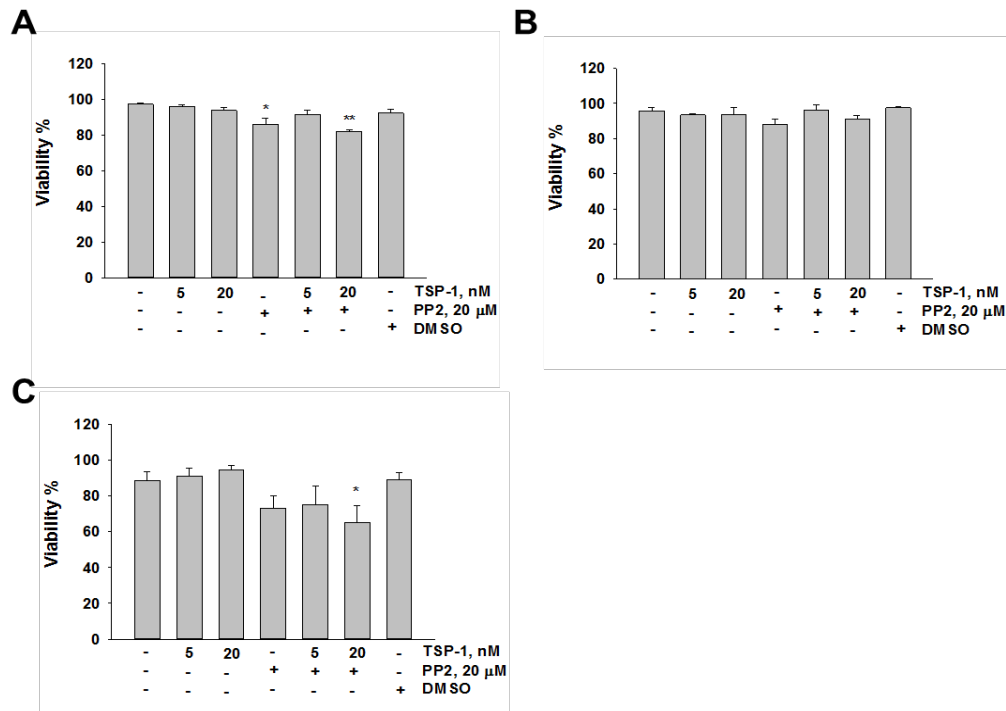 A
120
100
80
60
40
20
0
Viability %
* **
- 5 20 - 5 20 - TSP-1, nM
- - - + + + - PP2, 20 μM
- - - - - - + DMSO
B
120
100
80
60
40
20
0
Viability %
- 5 20 - 5 20 - TSP-1, nM
- - - + + + - PP2, 20 μM
- - - - - - + DMSO
C
120
100
80
60
40
20
0
Viability %
*
- 5 20 - 5 20 - TSP-1, nM
- - - + + + - PP2, 20 μM
- - - - - - + DMSO